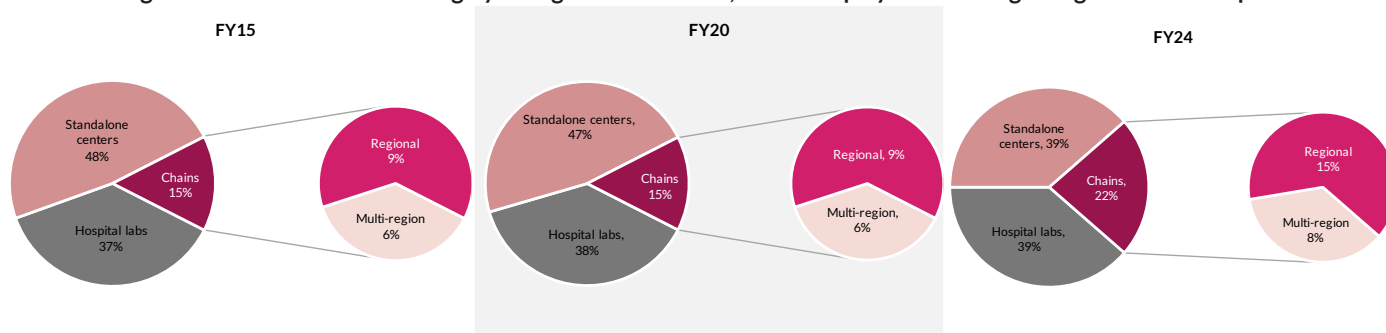 FY15
Standalone
centers
48%
Chains
15%
Hospital labs
37%
Regional
9%
Multi-region
6%
FY20
Standalone centers,
47%
Chains
15%
Hospital labs,
38%
Regional, 9%
Multi-region,
6%
FY24
Standalone
centers, 39%
Chains,
22%
Hospital labs,
39%
Regional
15%
Multi-region
8%